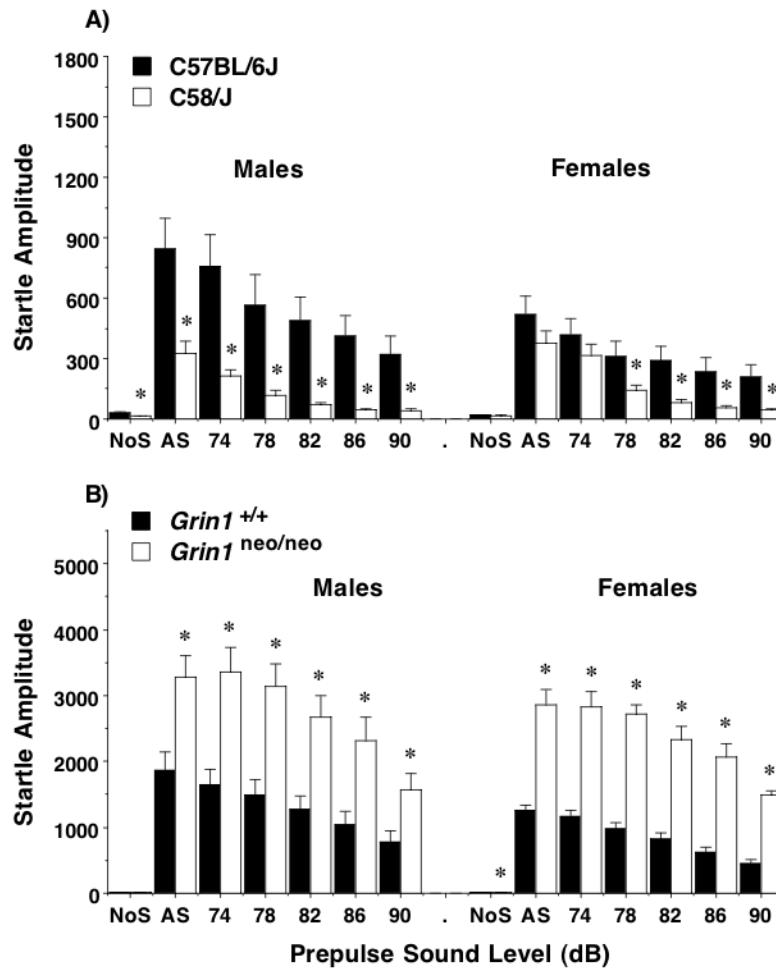 A)
C57BL/6J
C58/J
Males
Females
Startle Amplitude
1800
1500
1200
900
600
300
0
* * * * * * * * * * *
NoS AS 74 78 82 86 90 . NoS AS 74 78 82 86 90
B)
Grin1 +/+
Grin1 neo/neo
Males
Females
Startle Amplitude
5000
4000
3000
2000
1000
0
* * * * * * * * * * * * *
NoS AS 74 78 82 86 90 . NoS AS 74 78 82 86 90
Prepulse Sound Level (dB)